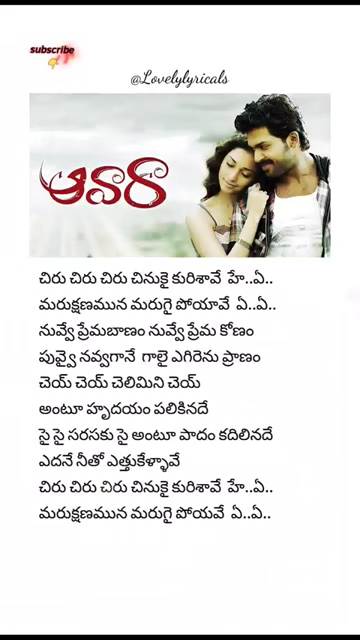 subscribe
@Lovelylyricals
ఆవారా
చిరు చిరు చిరు చినుకై కురిశావే హే..ఏ..
మరుక్షణమున మరుగై పోయావే ఏ..ఏ..
నువ్వే ప్రేమబాణం నువ్వే ప్రేమ కోణం
పువ్వై నవ్వగానే గాలై ఎగిరెను ప్రాణం
చెయ్ చెయ్ చెలిమిని చెయ్
అంటూ హృదయం పలికినదే
సై సై సరసకు సై అంటూ పాదం కదిలినదే
ఎదనే నీతో ఎత్తుకేళ్ళావే
చిరు చిరు చిరు చినుకై కురిశావే హే..ఏ..
మరుక్షణమున మరుగై పోయవే ఏ..ఏ..